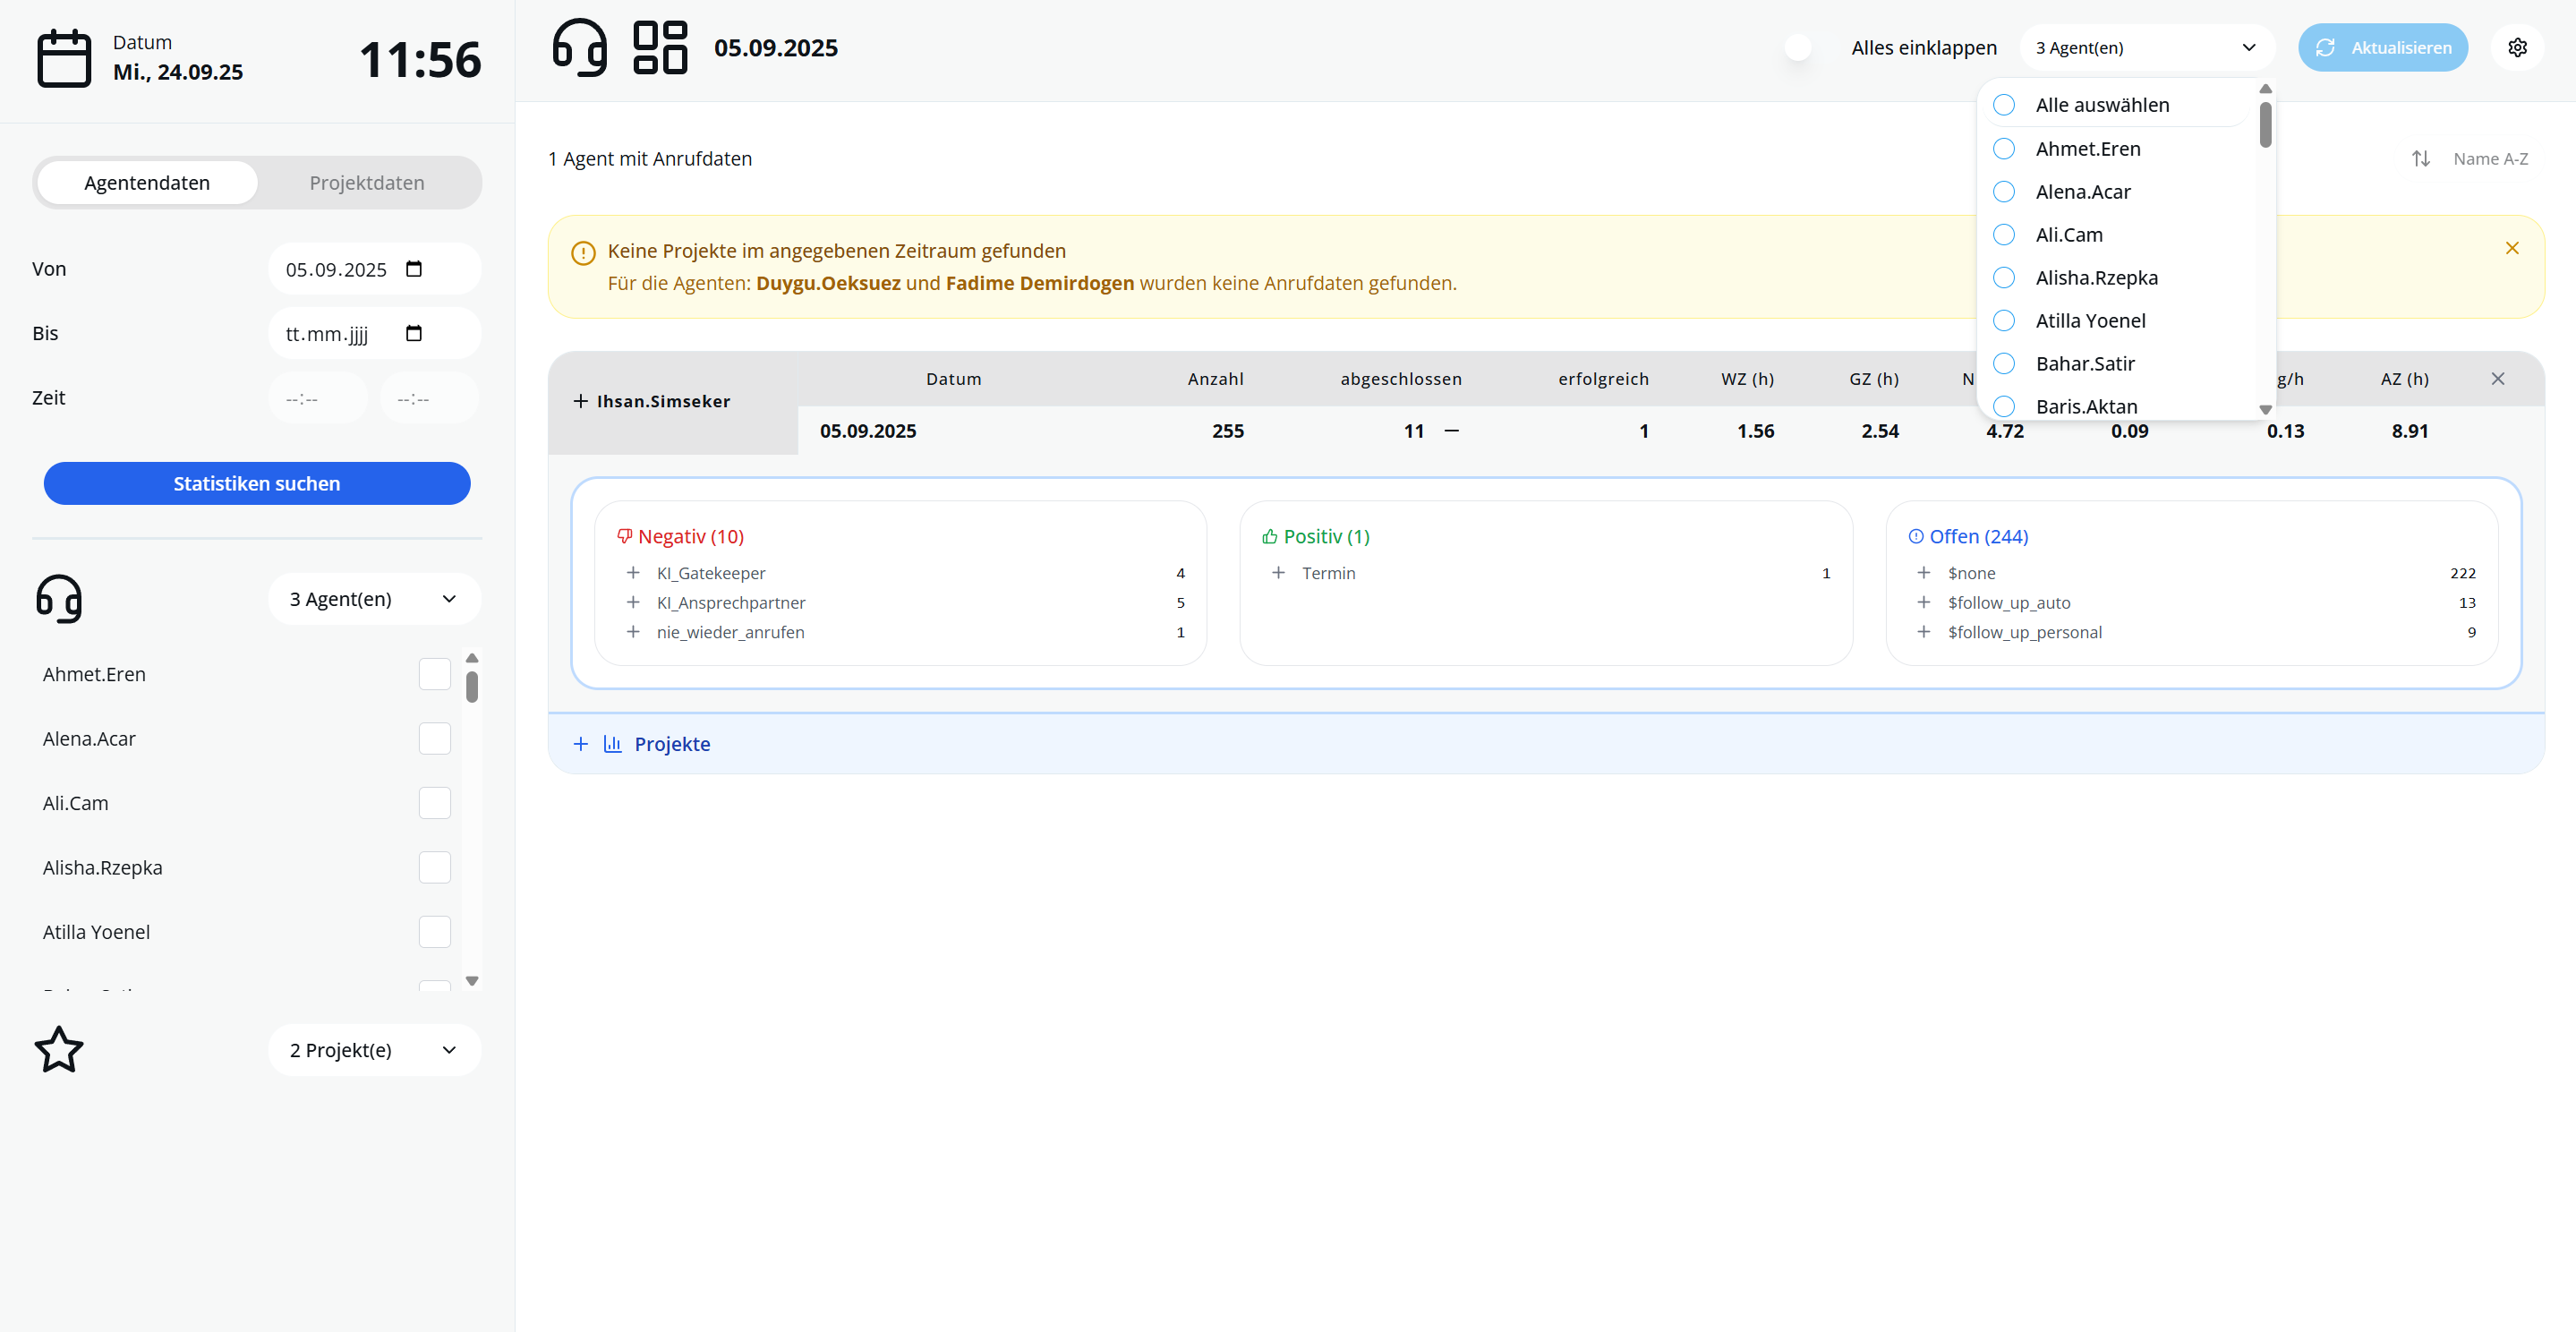 Datum
Mi., 24.09.25
11:56
Agentendaten
Projektdaten
Von
05.09.2025
Bis
tt.mm.jjjj
Zeit
--:--
--:--
Statistiken suchen
3 Agent(en)
Ahmet.Eren
Alena.Acar
Ali.Cam
Alisha.Rzepka
Atilla Yoenel
2 Projekt(e)
05.09.2025
Alles einklappen
3 Agent(en)
Aktualisieren
Alle auswählen
Ahmet.Eren
Alena.Acar
Ali.Cam
Alisha.Rzepka
Atilla Yoenel
Bahar.Satir
Baris.Aktan
1 Agent mit Anrufdaten
Name A-Z
Keine Projekte im angegebenen Zeitraum gefunden
Für die Agenten: Duygu.Oeksuez und Fadime Demirdogen wurden keine Anrufdaten gefunden.
+ Ihsan.Simseker
Datum Anzahl abgeschlossen erfolgreich WZ (h) GZ (h) N g/h AZ (h)
05.09.2025 255 11 — 1 1.56 2.54 4.72 0.09 0.13 8.91
Negativ (10)
+ KI_Gatekeeper 4
+ KI_Ansprechpartner 5
+ nie_wieder_anrufen 1
Positiv (1)
+ Termin 1
Offen (244)
+ $none 222
+ $follow_up_auto 13
+ $follow_up_personal 9
+ Projekte